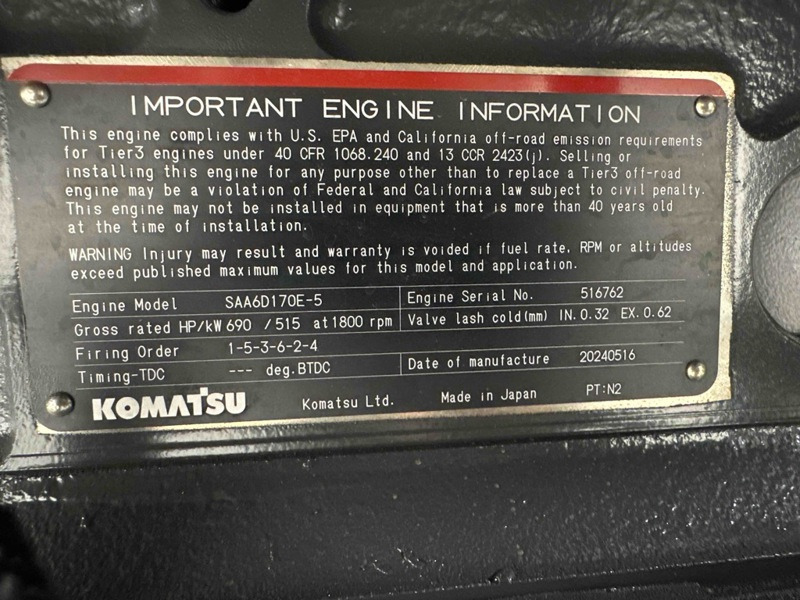 IMPORTANT ENGINE INFORMATION
This engine complies with U.S. EPA and California off-road emission requirements
for Tier3 engines under 40 CFR 1068.240 and 13 CCR 2423(j). Selling or
installing this engine for any purpose other than to replace a Tier3 off-road
engine may be a violation of Federal and California law subject to civil penalty.
This engine may not be installed in equipment that is more than 40 years old
at the time of installation.
WARNING Injury may result and warranty is voided if fuel rate, RPM or altitudes
exceed published maximum values for this model and application.
Engine Model SAA6D170E-5 Engine Serial No. 516762
Gross rated HP/kW 690 /515 at 1800 rpm Valve lash cold(mm) IN.0.32 EX.0.62
Firing Order 1-5-3-6-2-4
Timing-TDC --- deg.BTDC Date of manufacture 20240516
KOMATSU Komatsu Ltd. Made in Japan PT:N2